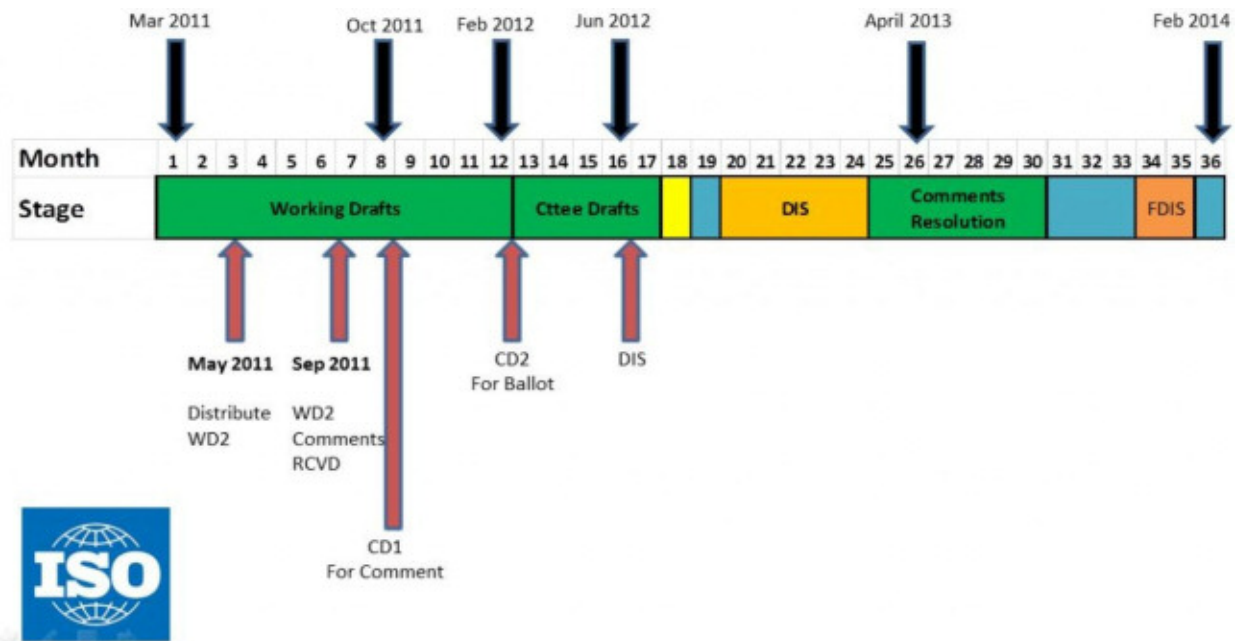 Mar 2011 Oct 2011 Feb 2012 Jun 2012 April 2013 Feb 2014
Month 1 2 3 4 5 6 7 8 9 10 11 12 13 14 15 16 17 18 19 20 21 22 23 24 25 26 27 28 29 30 31 32 33 34 35 36
Stage Working Drafts Cttee Drafts DIS Comments FDIS
Resolution
May 2011 Sep 2011 CD2 DIS
For Ballot
Distribute WD2
WD2 Comments
RCVD
CD1
For Comment
ISO